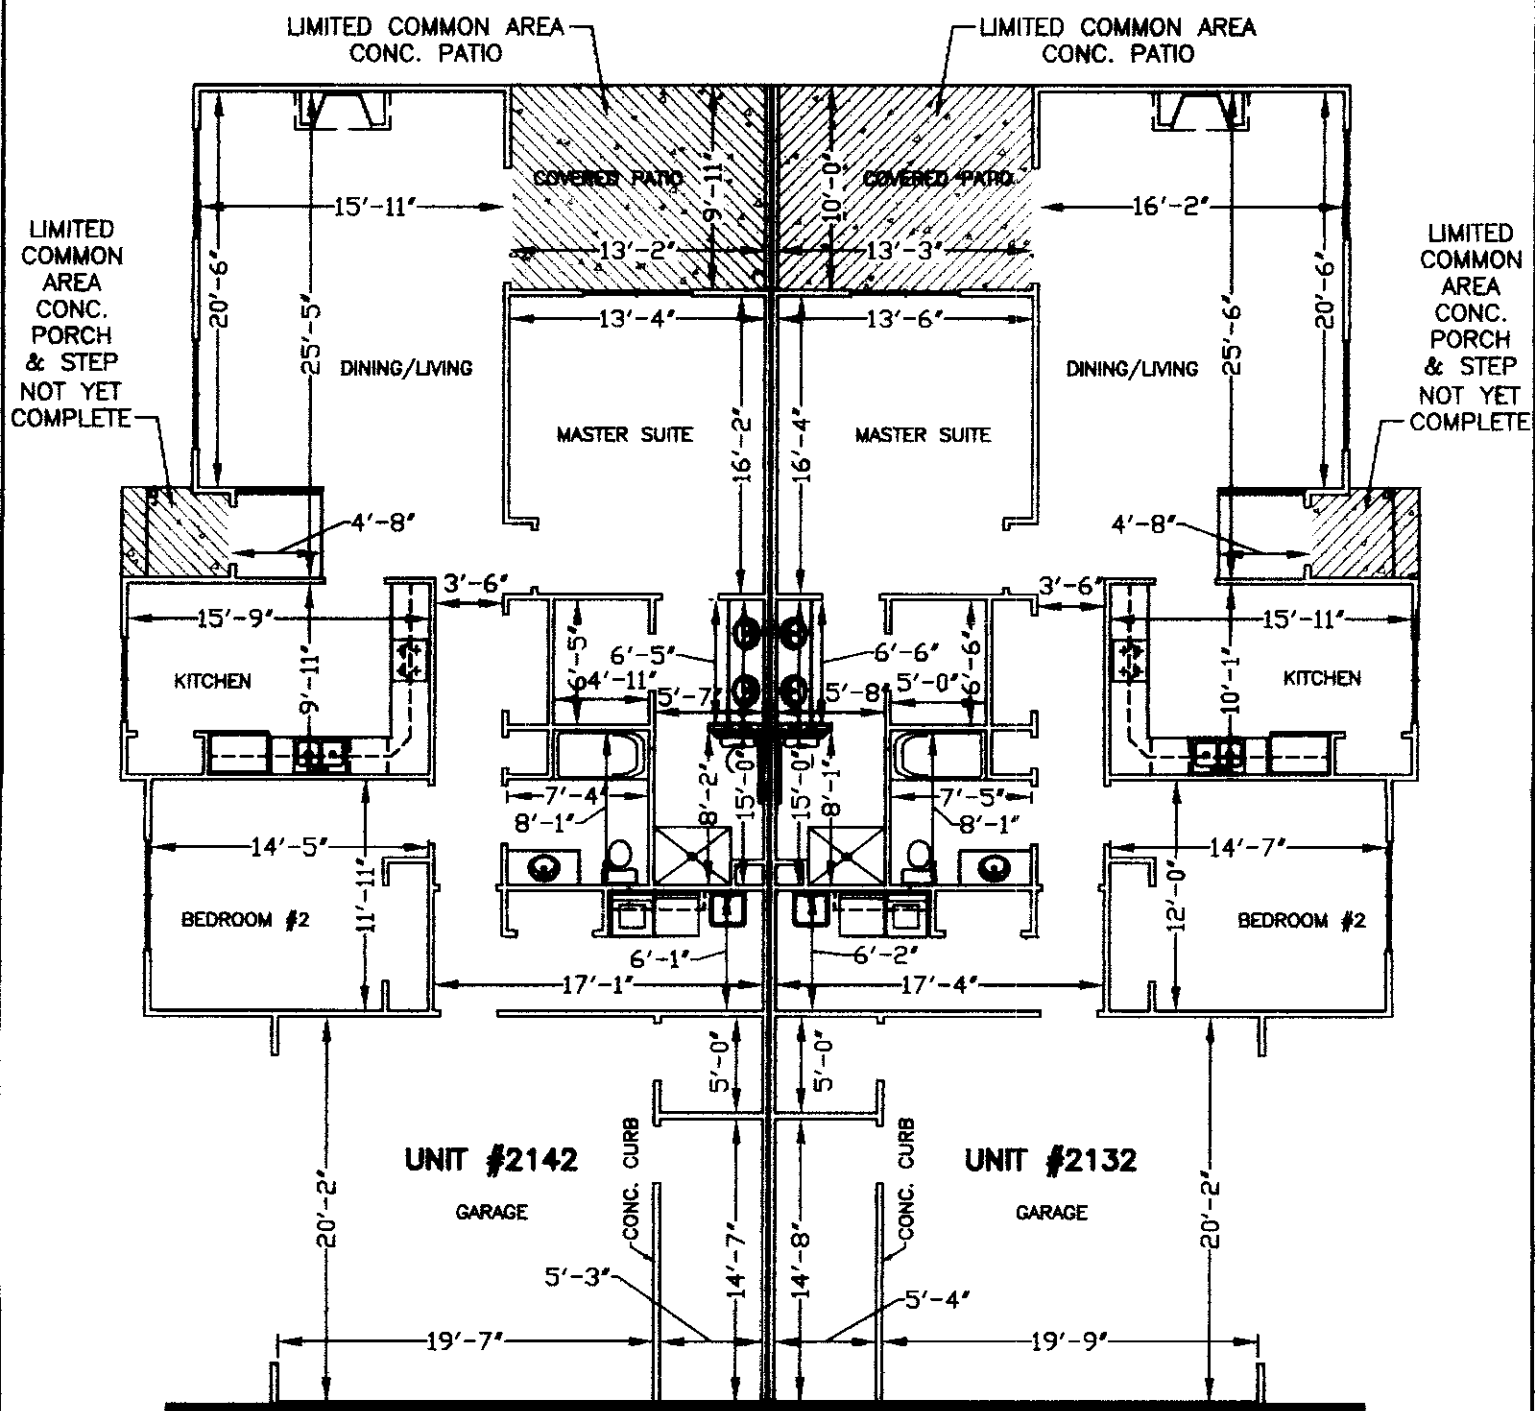 LIMITED COMMON AREA
CONC. PATIO
LIMITED COMMON AREA
CONC. PATIO
COVERED PATIO
9'-11"
10'-0"
COVERED PATIO
15'-11"
16'-2"
13'-2"
13'-3"
LIMITED
COMMON
AREA
CONC.
PORCH
& STEP
NOT YET
COMPLETE
LIMITED
COMMON
AREA
CONC.
PORCH
& STEP
NOT YET
COMPLETE
20'-6"
25'-5"
25'-6"
20'-6"
13'-4"
13'-6"
DINING/LIVING
DINING/LIVING
MASTER SUITE
MASTER SUITE
16'-2"
16'-4"
4'-8"
4'-8"
3'-6"
3'-6"
15'-9"
15'-11"
6'-5"
6'-5"
6'-6"
6'-6"
KITCHEN
9'-11"
4'-11"
5'-7"
5'-8"
5'-0"
10'-1"
KITCHEN
7'-4"
8'-1"
8'-2"
15'-0"
15'-0"
8'-1"
7'-5"
8'-1"
14'-5"
14'-7"
11'-11"
12'-0"
BEDROOM #2
BEDROOM #2
6'-1"
6'-2"
17'-1"
17'-4"
5'-0"
5'-0"
UNIT #2142
UNIT #2132
CONC. CURB
CONC. CURB
GARAGE
GARAGE
20'-2"
14'-7"
14'-8"
20'-2"
5'-3"
5'-4"
19'-7"
19'-9"